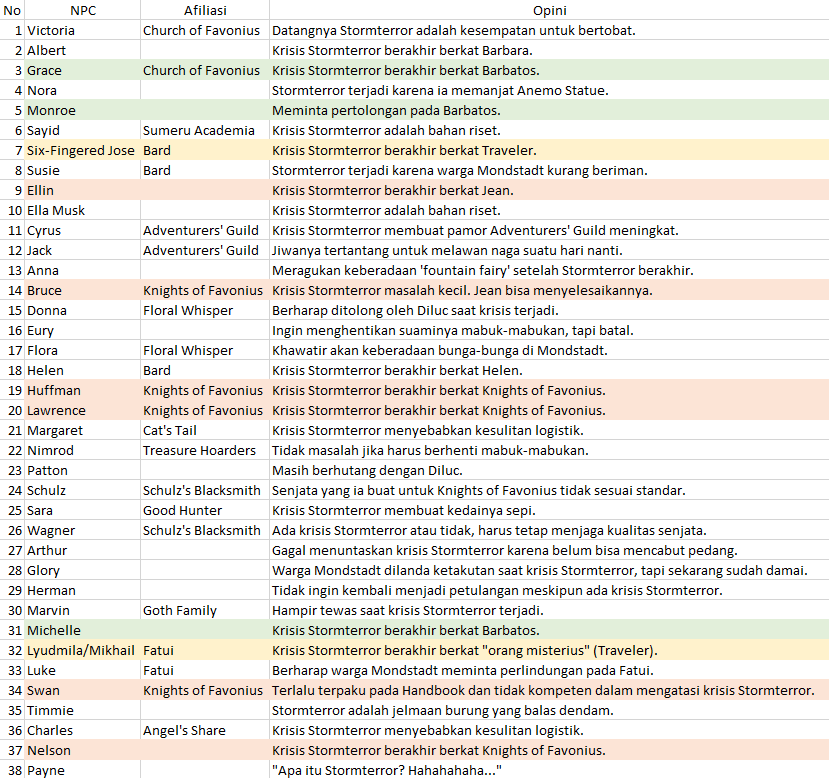 No NPC Afiliasi Opini
1 Victoria Church of Favonius Datangnya Stormterror adalah kesempatan untuk bertobat.
2 Albert Krisis Stormterror berakhir berkat Barbara.
3 Grace Church of Favonius Krisis Stormterror berakhir berkat Barbatos.
4 Nora Stormterror terjadi karena ia memanjat Anemo Statue.
5 Monroe Meminta pertolongan pada Barbatos.
6 Sayid Sumeru Academia Krisis Stormterror adalah bahan riset.
7 Six-Fingered Jose Bard Krisis Stormterror berakhir berkat Traveler.
8 Susie Bard Stormterror terjadi karena warga Mondstadt kurang beriman.
9 Ellin Krisis Stormterror berakhir berkat Jean.
10 Ella Musk Krisis Stormterror adalah bahan riset.
11 Cyrus Adventurers' Guild Krisis Stormterror membuat pamor Adventurers' Guild meningkat.
12 Jack Adventurers' Guild Jiwanya tertantang untuk melawan naga suatu hari nanti.
13 Anna Meragukan keberadaan 'fountain fairy' setelah Stormterror berakhir.
14 Bruce Knights of Favonius Krisis Stormterror masalah kecil. Jean bisa menyelesaikannya.
15 Donna Floral Whisper Berharap ditolong oleh Diluc saat krisis terjadi.
16 Eury Ingin menghentikan suaminya mabuk-mabukan, tapi batal.
17 Flora Floral Whisper Khawatir akan keberadaan bunga-bunga di Mondstadt.
18 Helen Bard Krisis Stormterror berakhir berkat Helen.
19 Huffman Knights of Favonius Krisis Stormterror berakhir berkat Knights of Favonius.
20 Lawrence Knights of Favonius Krisis Stormterror berakhir berkat Knights of Favonius.
21 Margaret Cat's Tail Krisis Stormterror menyebabkan kesulitan logistik.
22 Nimrod Treasure Hoarders Tidak masalah jika harus berhenti mabuk-mabukan.
23 Patton Masih berhutang dengan Diluc.
24 Schulz Schulz's Blacksmith Senjata yang ia buat untuk Knights of Favonius tidak sesuai standar.
25 Sara Good Hunter Krisis Stormterror membuat kedainya sepi.
26 Wagner Schulz's Blacksmith Ada krisis Stormterror atau tidak, harus tetap menjaga kualitas senjata.
27 Arthur Gagal menuntaskan krisis Stormterror karena belum bisa mencabut pedang.
28 Glory Warga Mondstadt dilanda ketakutan saat krisis Stormterror, tapi sekarang sudah damai.
29 Herman Tidak ingin kembali menjadi petulangan meskipun ada krisis Stormterror.
30 Marvin Goth Family Hampir tewas saat krisis Stormterror terjadi.
31 Michelle Krisis Stormterror berakhir berkat Barbatos.
32 Lyudmila/Mikhail Fatui Krisis Stormterror berakhir berkat "orang misterius" (Traveler).
33 Luke Fatui Berharap warga Mondstadt meminta perlindungan pada Fatui.
34 Swan Knights of Favonius Terlalu terpaku pada Handbook dan tidak kompeten dalam mengatasi krisis Stormterror.
35 Timmie Stormterror adalah jelmaan burung yang balas dendam.
36 Charles Angel's Share Krisis Stormterror menyebabkan kesulitan logistik.
37 Nelson Krisis Stormterror berakhir berkat Knights of Favonius.
38 Payne "Apa itu Stormterror? Hahahahaha..."